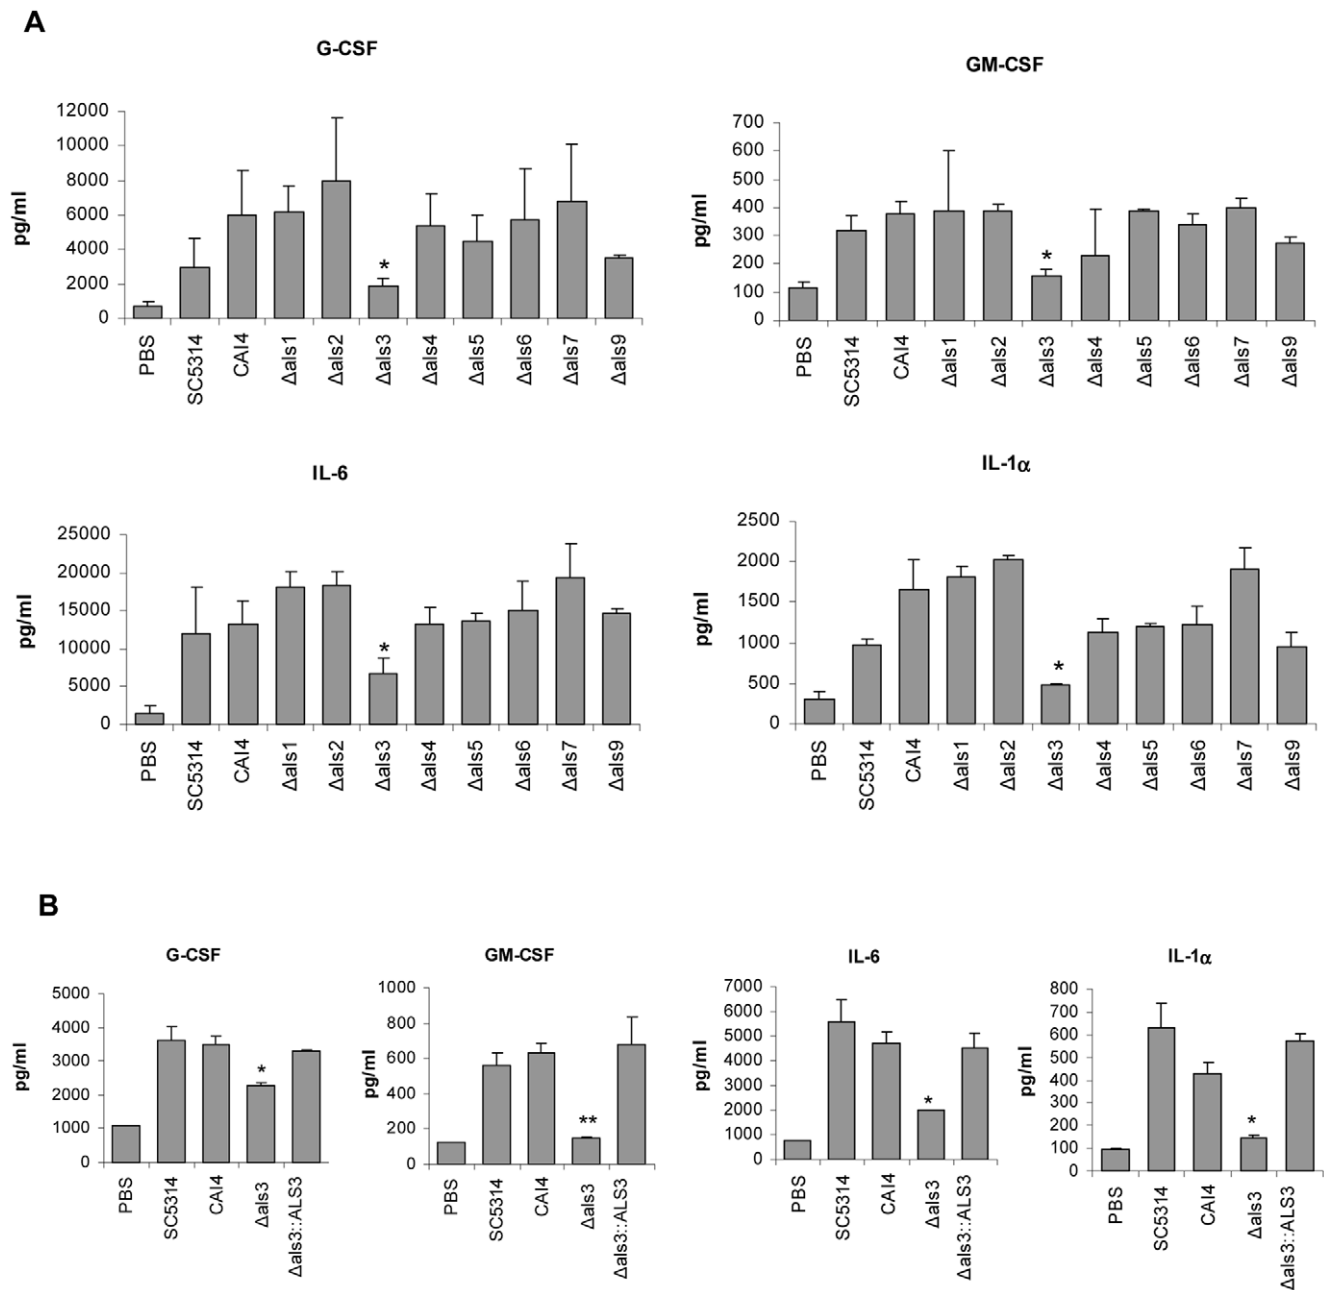 A
G-CSF
12000
10000
8000
6000
4000
2000
0
pg/ml
*
PBS
SC5314
CAI4
Δals1
Δals2
Δals3
Δals4
Δals5
Δals6
Δals7
Δals9
GM-CSF
700
600
500
400
300
200
100
0
pg/ml
*
PBS
SC5314
CAI4
Δals1
Δals2
Δals3
Δals4
Δals5
Δals6
Δals7
Δals9
IL-6
25000
20000
15000
10000
5000
0
pg/ml
*
PBS
SC5314
CAI4
Δals1
Δals2
Δals3
Δals4
Δals5
Δals6
Δals7
Δals9
IL-1α
2500
2000
1500
1000
500
0
pg/ml
*
PBS
SC5314
CAI4
Δals1
Δals2
Δals3
Δals4
Δals5
Δals6
Δals7
Δals9
B
G-CSF
5000
4000
3000
2000
1000
0
pg/ml
*
PBS
SC5314
CAI4
Δals3
Δals3::ALS3
GM-CSF
1000
800
600
400
200
0
pg/ml
**
PBS
SC5314
CAI4
Δals3
Δals3::ALS3
IL-6
7000
6000
5000
4000
3000
2000
1000
0
pg/ml
*
PBS
SC5314
CAI4
Δals3
Δals3::ALS3
IL-1α
800
700
600
500
400
300
200
100
0
pg/ml
*
PBS
SC5314
CAI4
Δals3
Δals3::ALS3